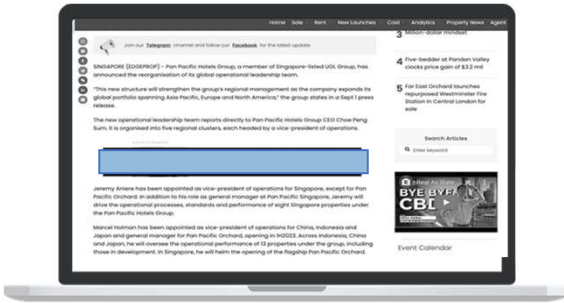 Home Sale Rent New Launches Cost Analytics Property News Agent
Join our Telegram channel and follow our Facebook for the latest update.
SINGAPORE (EDGEPROP) - Pan Pacific Hotels Group, a member of Singapore-listed UOL Group, has
announced the reorganisation of its global operational leadership team.
"This new structure will strengthen the group's regional management as the company expands its
global portfolio spanning Asia Pacific, Europe and North America," the group states in a Sept 1 press
release.
The new operational leadership team reports directly to Pan Pacific Hotels Group CEO Choe Peng
Sum. It is organised into five regional clusters, each headed by a vice-president of operations.
Jeremy Aniere has been appointed as vice-president of operations for Singapore, except for Pan
Pacific Orchard. In addition to his role as general manager at Pan Pacific Singapore, Jeremy will
drive the operational processes, standards and performance of eight Singapore properties under
the Pan Pacific Hotels Group.
Marcel Holman has been appointed as vice-president of operations for China, Indonesia and
Japan and general manager for Pan Pacific Orchard, opening in 1H2023. Across Indonesia, China
and Japan, he will oversee the operational performance of 13 properties under the group, including
those in development. In Singapore, he will helm the opening of the flagship Pan Pacific Orchard.
3 Million-dollar mindset
4 Five-bedder at Pandan Valley
clocks price gain of $3.2 mil
5 Far East Orchard launches
repurposed Westminster Fire
Station in Central London for
sale
Search Articles
Enter keyword
BYE BYE
CBD
Event Calendar